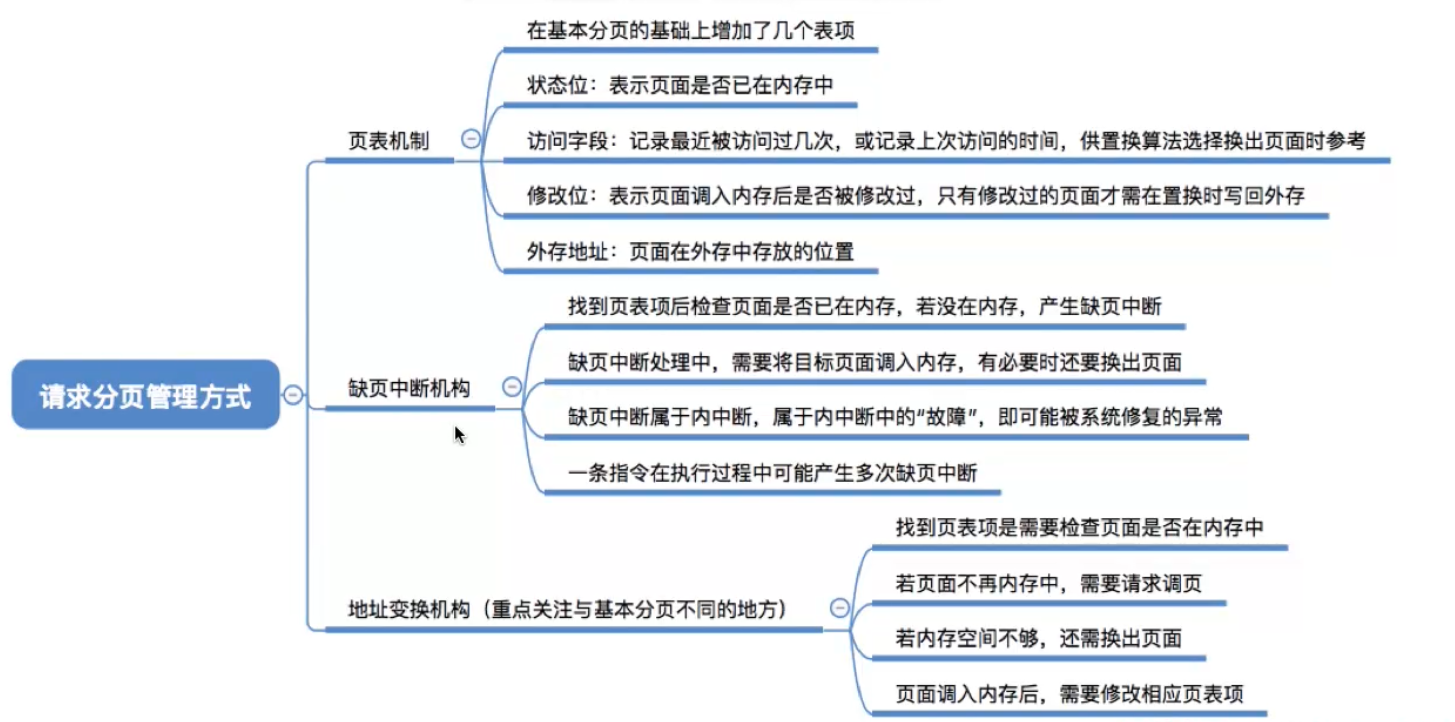 请求分页管理方式
页表机制
在基本分页的基础上增加了几个表项
状态位：表示页面是否已在内存中
访问字段：记录最近被访问过几次，或记录上次访问的时间，供置换算法选择换出页面时参考
修改位：表示页面调入内存后是否被修改过，只有修改过的页面才需在置换时写回外存
外存地址：页面在外存中存放的位置
缺页中断机构
找到页表项后检查页面是否已在内存，若没在内存，产生缺页中断
缺页中断处理中，需要将目标页面调入内存，有必要时还要换出页面
缺页中断属于内中断，属于内中断中的“故障”，即可能被系统修复的异常
一条指令在执行过程中可能产生多次缺页中断
地址变换机构（重点关注与基本分页不同的地方）
找到页表项是需要检查页面是否在内存中
若页面不再内存中，需要请求调页
若内存空间不够，还需换出页面
页面调入内存后，需要修改相应页表项